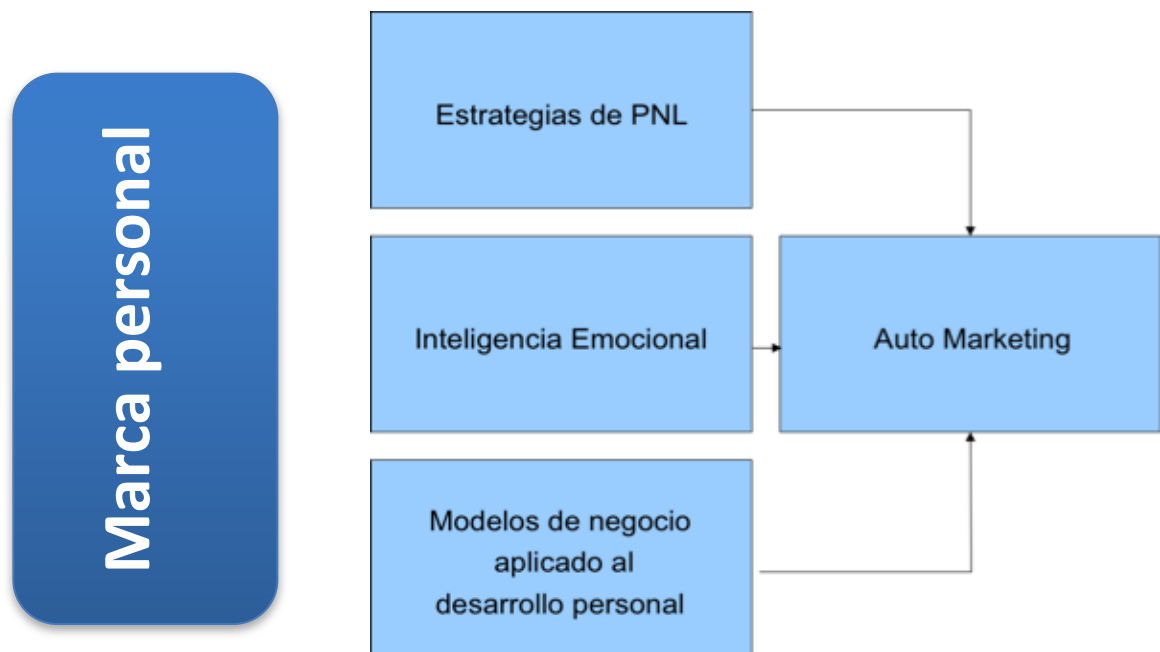 Marca personal
Estrategias de PNL
Inteligencia Emocional
Auto Marketing
Modelos de negocio
aplicado al
desarrollo personal